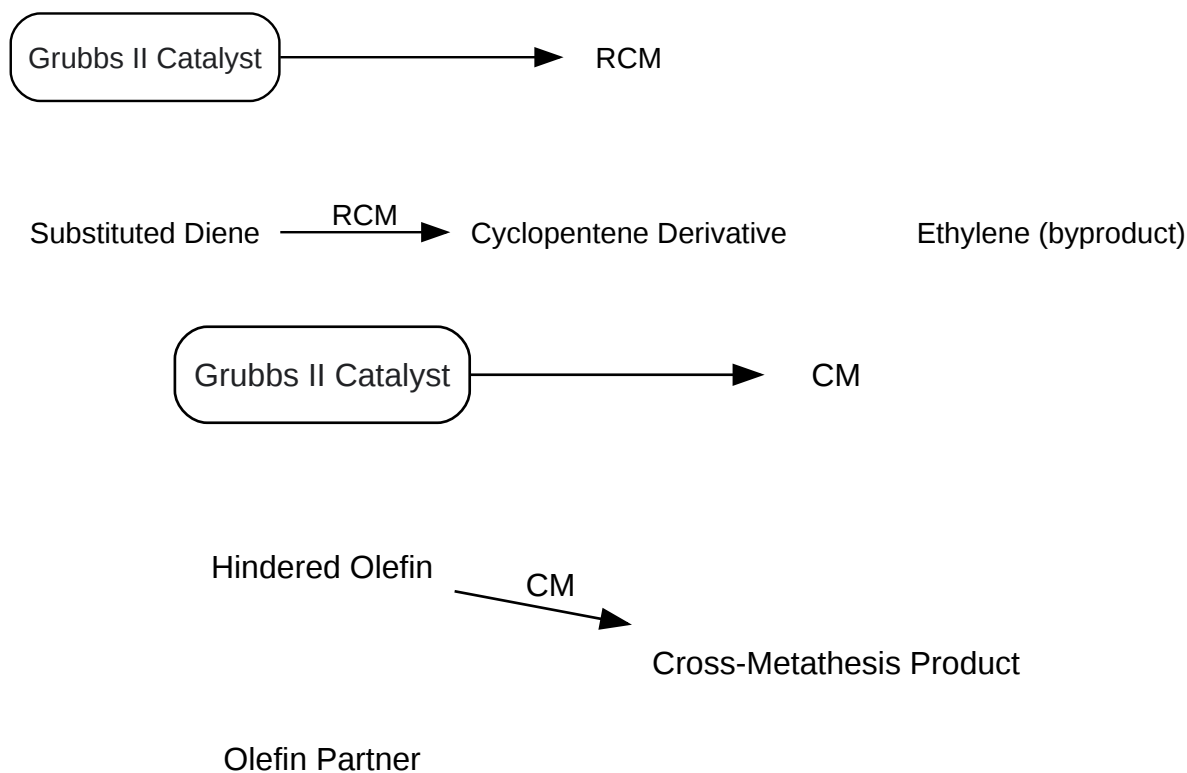 Grubbs II Catalyst
RCM
RCM
Substituted Diene
Cyclopentene Derivative
Ethylene (byproduct)
Grubbs II Catalyst
CM
Hindered Olefin
CM
Cross-Metathesis Product
Olefin Partner